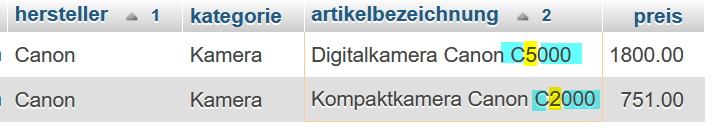 hersteller 1 kategorie artikelbezeichnung 2 preis
Canon Kamera Digitalkamera Canon C5000 1800.00
Canon Kamera Kompaktkamera Canon C2000 751.00